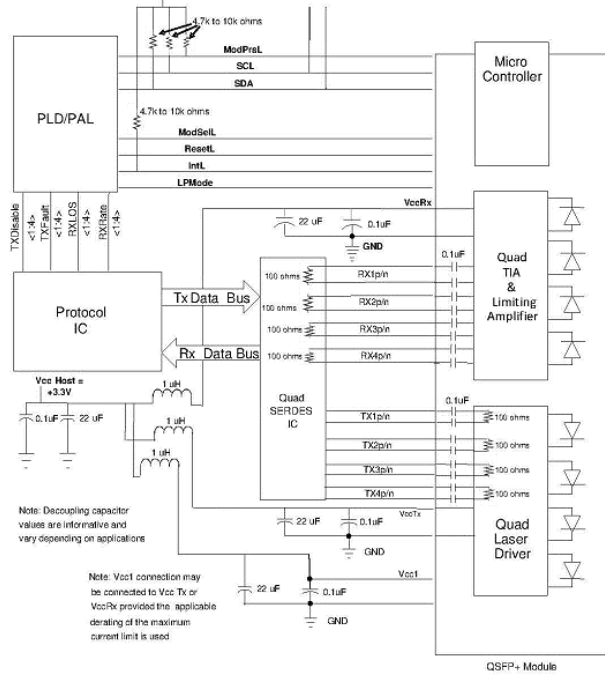 4.7k to 10k ohms
ModPrsL
SCL
SDA
Micro
Controller
PLD/PAL
4.7k to 10k ohms
ModSelL
ResetL
IntL
LPMode
TXDisable
<1:4>
TXFault
<1:4>
RXLOS
<1:4>
RXRate
<1:4>
VccRx
22 uF
0.1uF
GND
0.1uF
Quad
TIA
&
Limiting
Amplifier
Protocol
IC
Tx Data Bus
Rx Data Bus
100 ohms
RX1p/n
100 ohms
RX2p/n
100 ohms
RX3p/n
100 ohms
RX4p/n
Quad
SERDES
IC
Vcc Host =
+3.3V
0.1uF
22 uF
1 uH
1 uH
1 uH
0.1uF
TX1p/n
100 ohms
TX2p/n
100 ohms
TX3p/n
100 ohms
TX4p/n
100 ohms
VccTx
22 uF
0.1uF
GND
Quad
Laser
Driver
Note: Decoupling capacitor
values are informative and
vary depending on applications
Note: Vcc1 connection may
be connected to Vcc Tx or
VccRx provided the applicable
derating of the maximum
current limit is used
Vcc1
22 uF
0.1uF
GND
QSFP+ Module